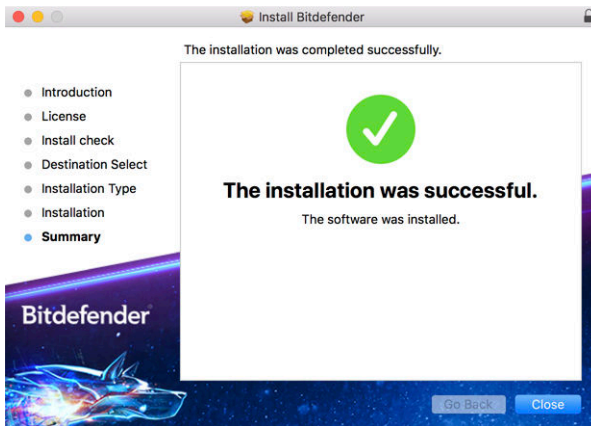 Install Bitdefender
The installation was completed successfully.
Introduction
License
Install check
Destination Select
Installation Type
Installation
Summary
The installation was successful.
The software was installed.
Bitdefender
Go Back
Close